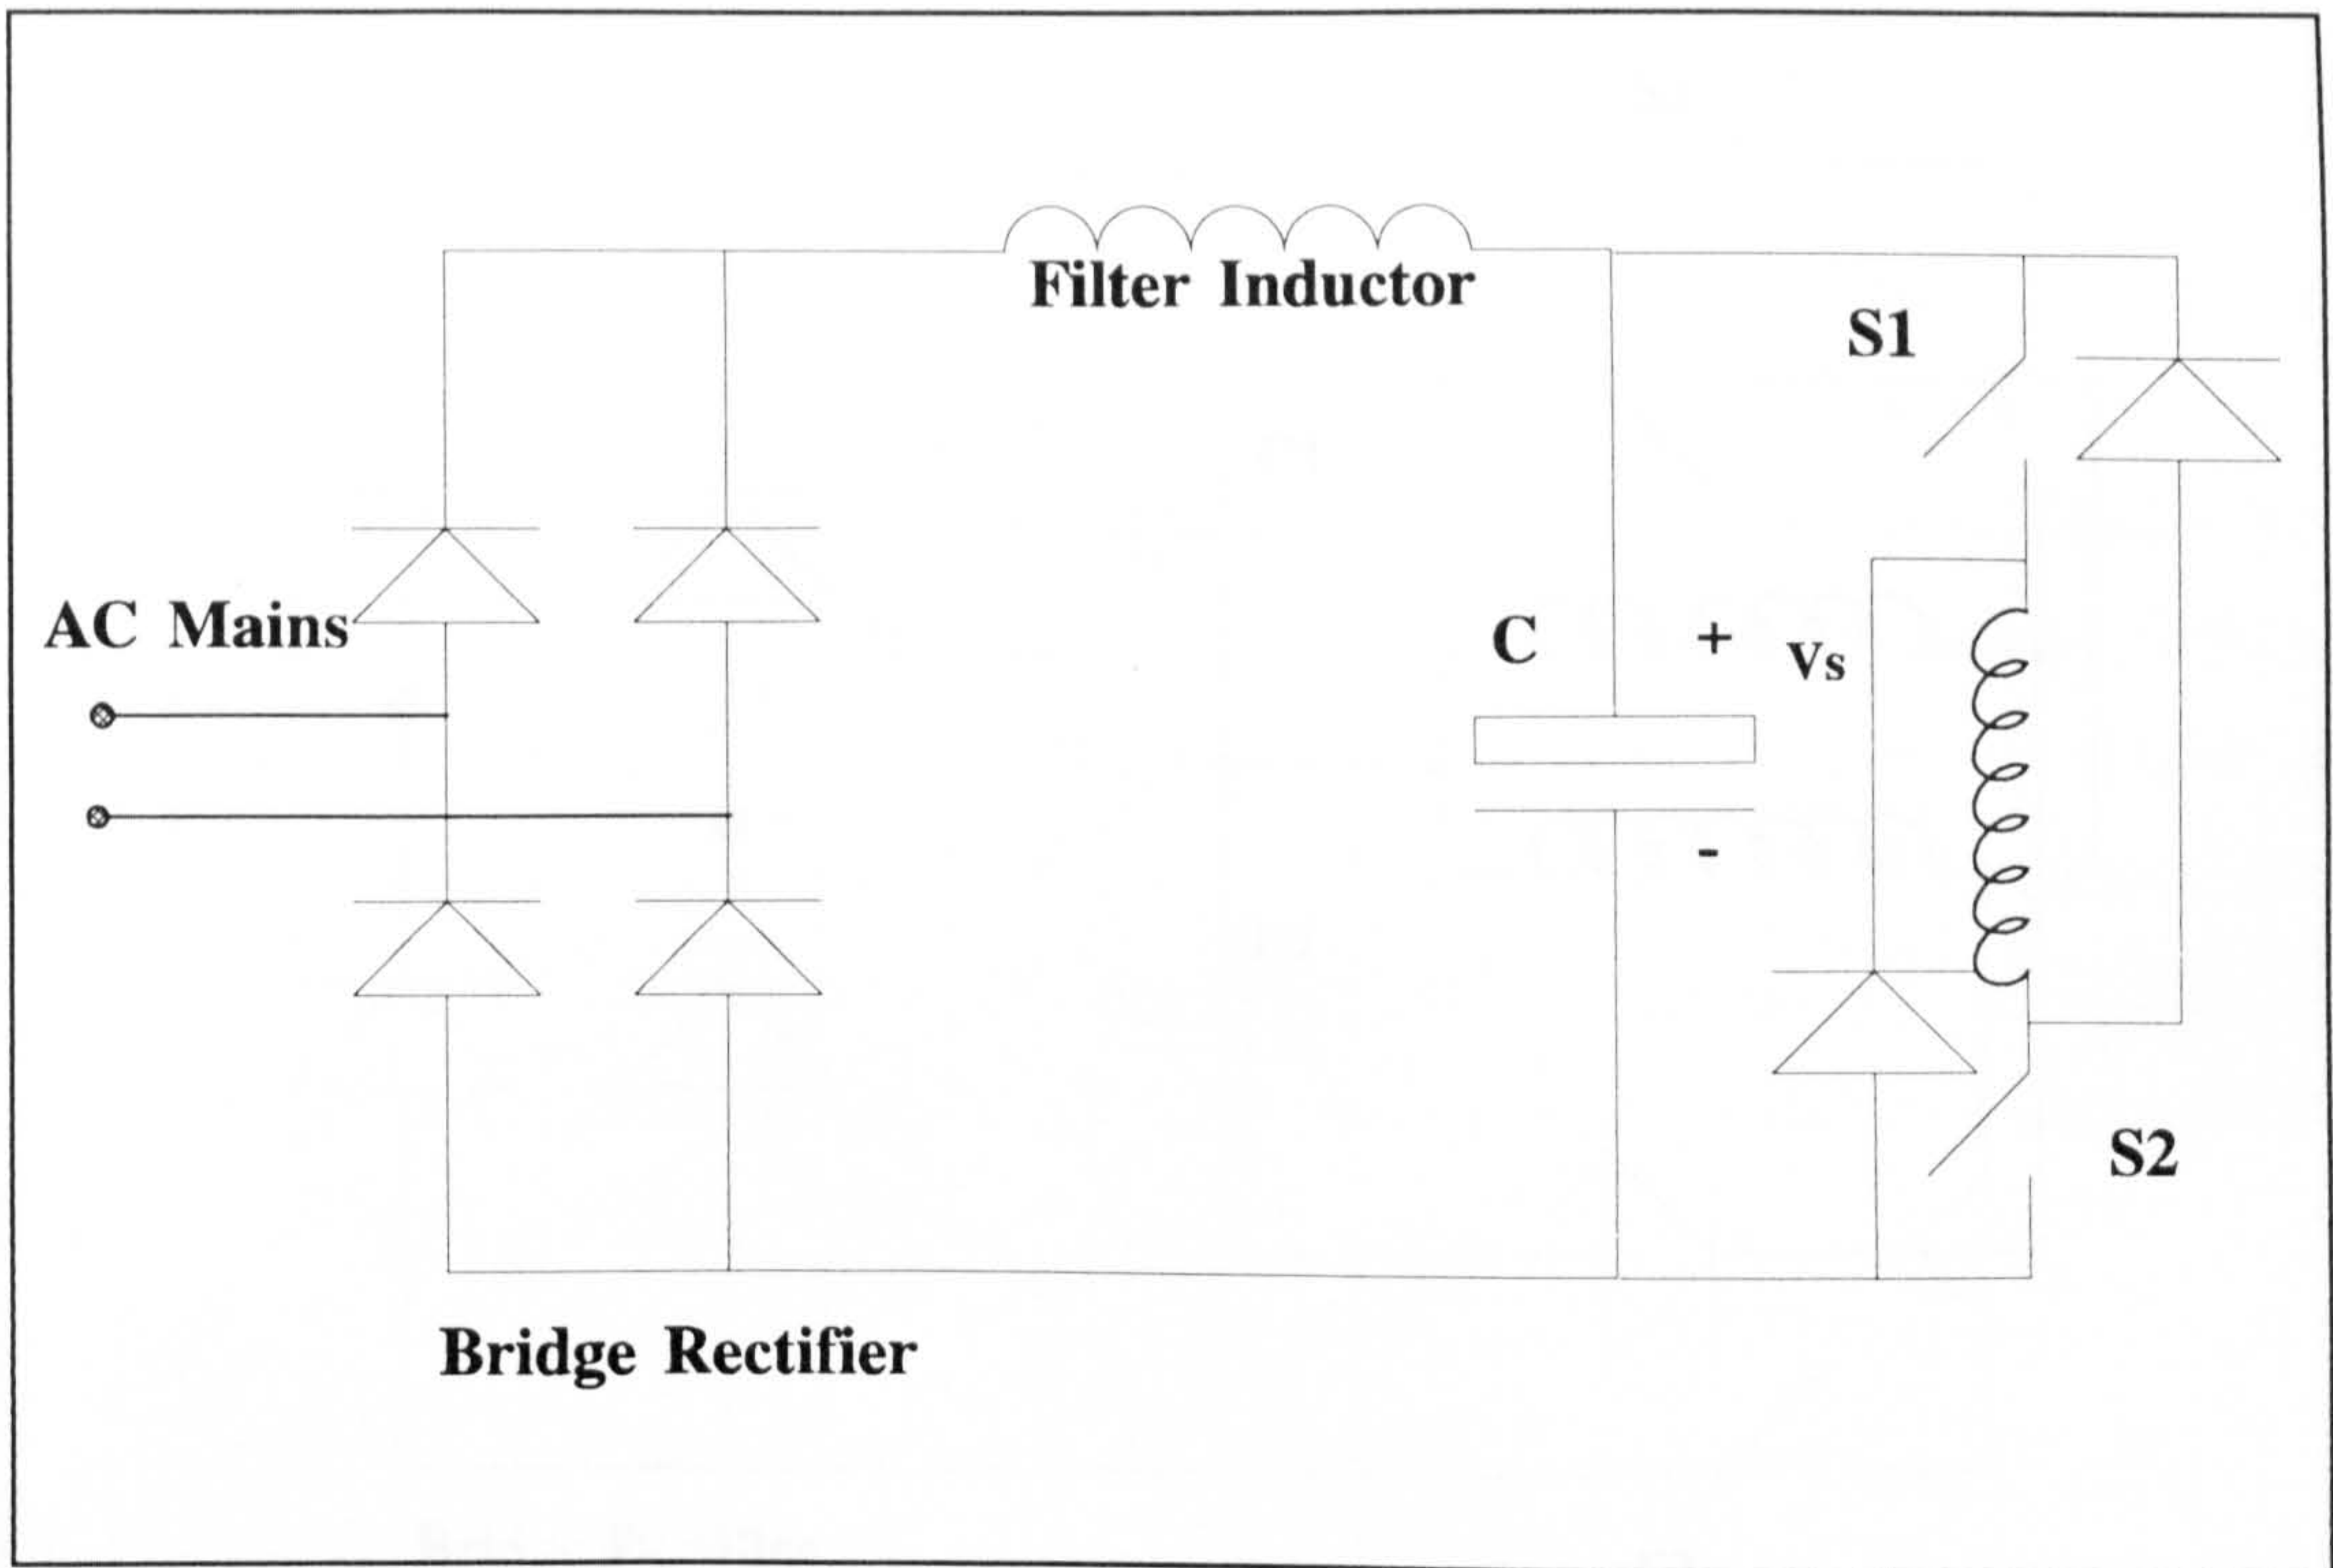 Filter Inductor
S1
AC Mains
C
+
Vs
-
S2
Bridge Rectifier